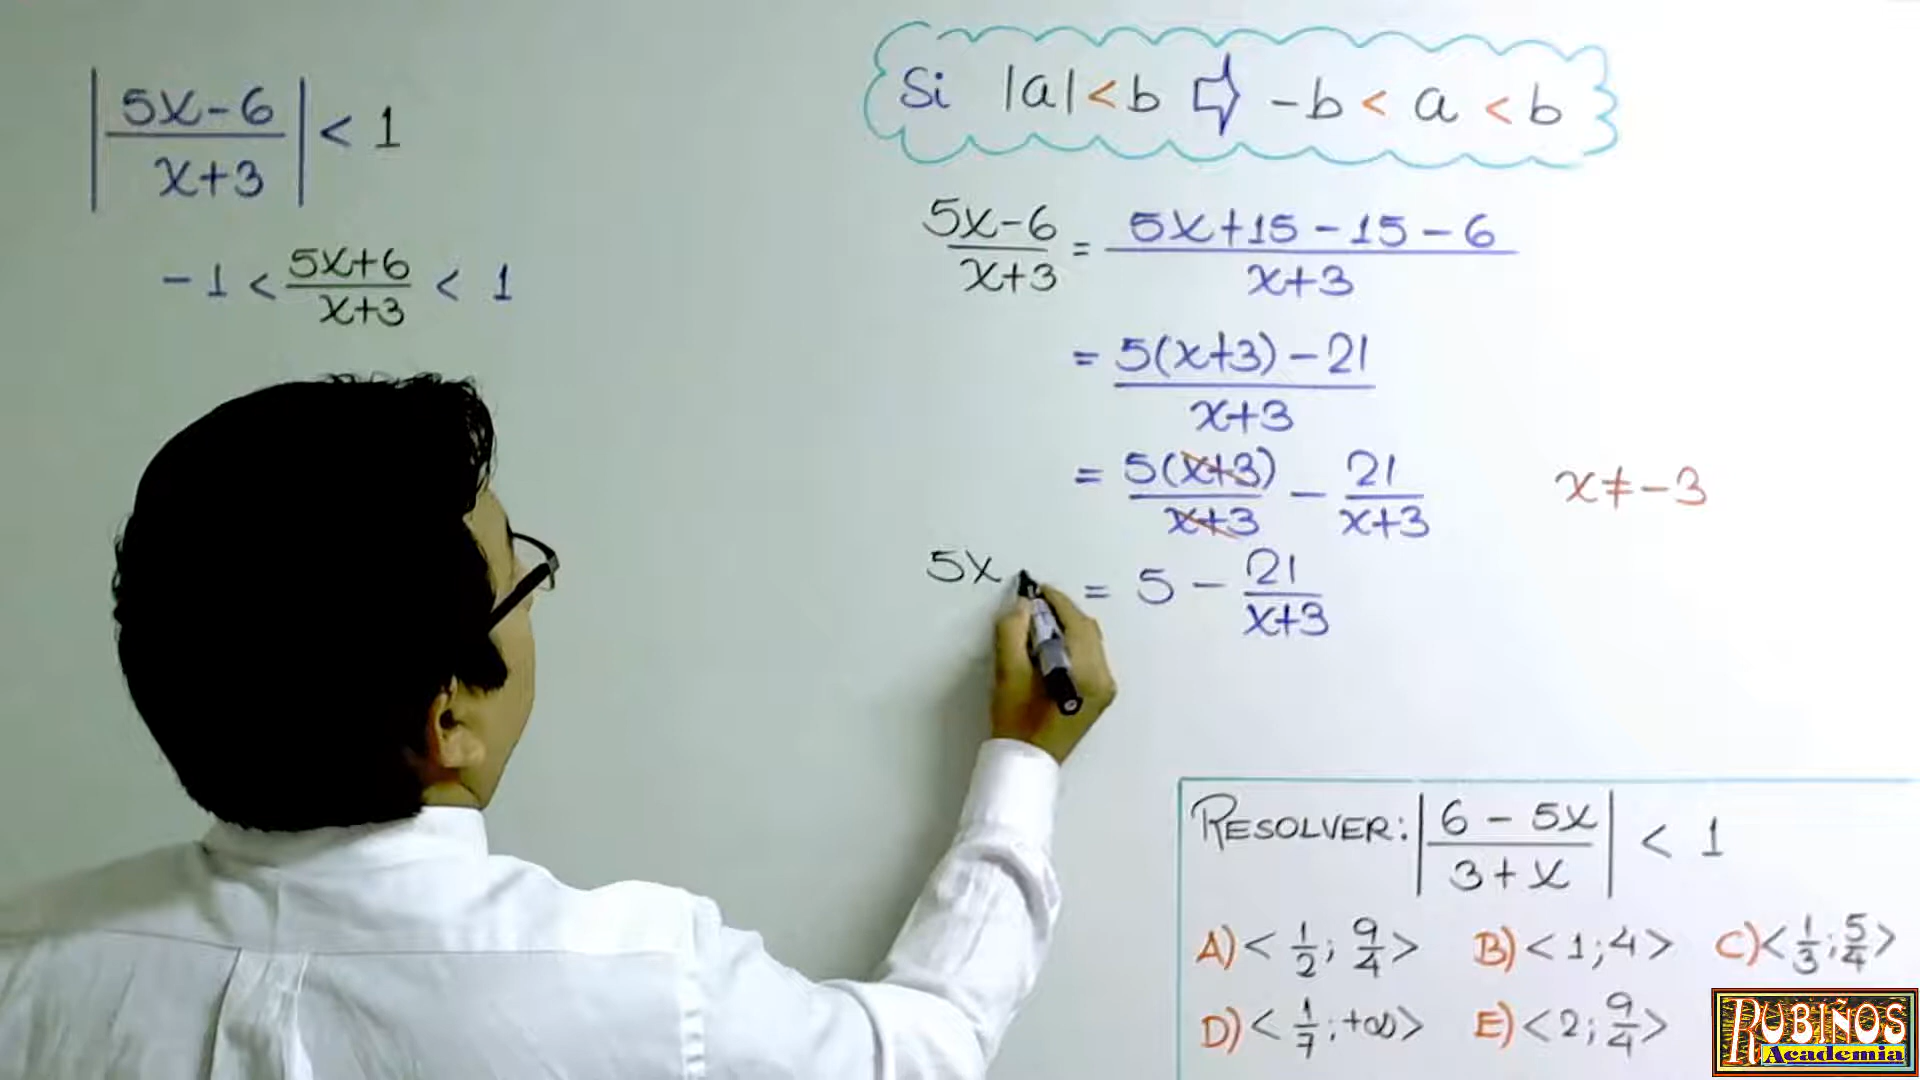 |5x-6 / x+3| < 1
-1 < 5x+6 / x+3 < 1
Si |a| < b ⇨ -b < a < b
5x-6 / x+3 = 5x+15-15-6 / x+3
= 5(x+3)-21 / x+3
= 5(x+3) / x+3 - 21 / x+3
x≠-3
5x = 5 - 21 / x+3
RESOLVER: |6-5x / 3+x| < 1
A) <1/2; 9/4> B) <1;4> C) <1/3; 5/4>
D) <1/7; +∞> E) <2; 9/4>
RUBIÑOS
Academia